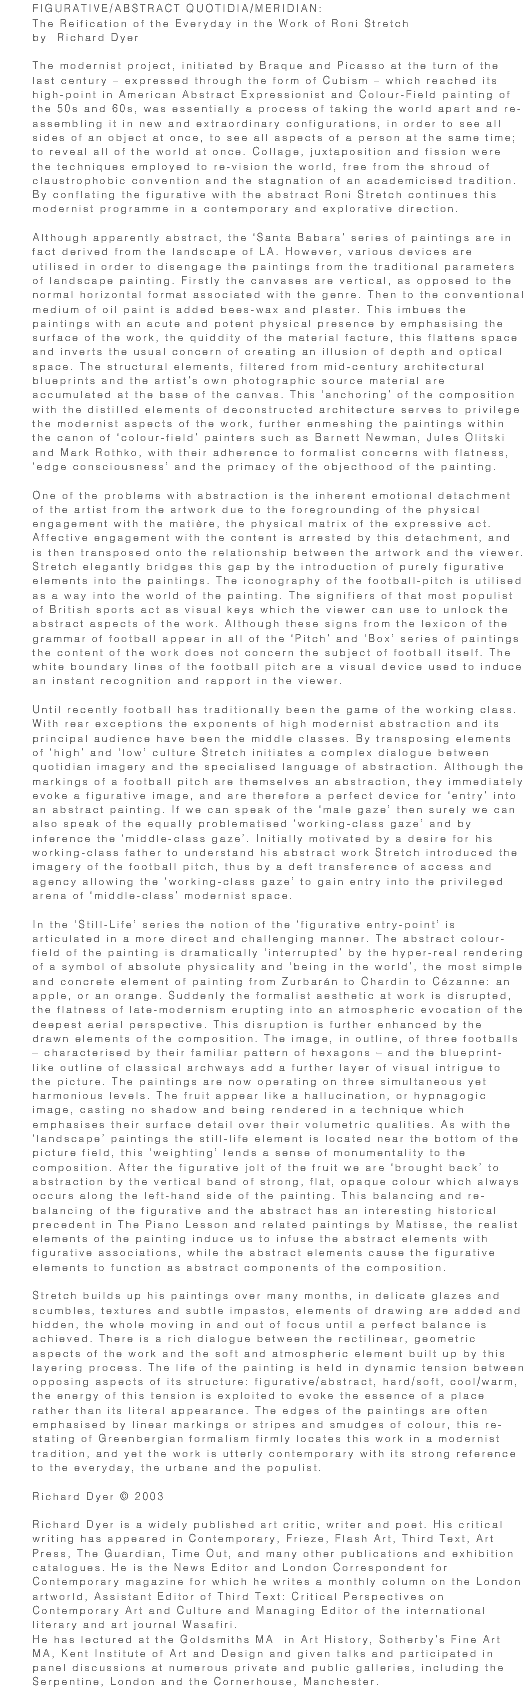 FIGURATIVE/ABSTRACT QUOTIDIA/MERIDIAN:
The Reification of the Everyday in the Work of Roni Stretch
by Richard Dyer
The modernist project, initiated by Braque and Picasso at the turn of the
last century – expressed through the form of Cubism – which reached its
high-point in American Abstract Expressionist and Colour-Field painting of
the 50s and 60s, was essentially a process of taking the world apart and re-
assembling it in new and extraordinary configurations, in order to see all
sides of an object at once, to see all aspects of a person at the same time;
to reveal all of the world at once. Collage, juxtaposition and fission were
the techniques employed to re-vision the world, free from the shroud of
claustrophobic convention and the stagnation of an academicised tradition.
By conflating the figurative with the abstract Roni Stretch continues this
modernist programme in a contemporary and explorative direction.
Although apparently abstract, the 'Santa Babara' series of paintings are in
fact derived from the landscape of LA. However, various devices are
utilised in order to disengage the paintings from the traditional parameters
of landscape painting. Firstly the canvases are vertical, as opposed to the
normal horizontal format associated with the genre. Then to the conventional
medium of oil paint is added bees-wax and plaster. This imbues the
paintings with an acute and potent physical presence by emphasising the
surface of the work, the quiddity of the material facture, this flattens space
and inverts the usual concern of creating an illusion of depth and optical
space. The structural elements, filtered from mid-century architectural
blueprints and the artist's own photographic source material are
accumulated at the base of the canvas. This 'anchoring' of the composition
with the distilled elements of deconstructed architecture serves to privilege
the modernist aspects of the work, further enmeshing the paintings within
the canon of 'colour-field' painters such as Barnett Newman, Jules Olitski
and Mark Rothko, with their adherence to formalist concerns with flatness,
'edge consciousness' and the primacy of the objecthood of the painting.
One of the problems with abstraction is the inherent emotional detachment
of the artist from the artwork due to the foregrounding of the physical
engagement with the matière, the physical matrix of the expressive act.
Affective engagement with the content is arrested by this detachment, and
is then transposed onto the relationship between the artwork and the viewer.
Stretch elegantly bridges this gap by the introduction of purely figurative
elements into the paintings. The iconography of the football-pitch is utilised
as a way into the world of the painting. The signifiers of that most populist
of British sports act as visual keys which the viewer can use to unlock the
abstract aspects of the work. Although these signs from the lexicon of the
grammar of football appear in all of the 'Pitch' and 'Box' series of paintings
the content of the work does not concern the subject of football itself. The
white boundary lines of the football pitch are a visual device used to induce
an instant recognition and rapport in the viewer.
Until recently football has traditionally been the game of the working class.
With rear exceptions the exponents of high modernist abstraction and its
principal audience have been the middle classes. By transposing elements
of 'high' and 'low' culture Stretch initiates a complex dialogue between
quotidian imagery and the specialised language of abstraction. Although the
markings of a football pitch are themselves an abstraction, they immediately
evoke a figurative image, and are therefore a perfect device for 'entry' into
an abstract painting. If we can speak of the 'male gaze' then surely we can
also speak of the equally problematised 'working-class gaze' and by
inference the 'middle-class gaze'. Initially motivated by a desire for his
working-class father to understand his abstract work Stretch introduced the
imagery of the football pitch, thus by a deft transference of access and
agency allowing the 'working-class gaze' to gain entry into the privileged
arena of 'middle-class' modernist space.
In the 'Still-Life' series the notion of the 'figurative entry-point' is
articulated in a more direct and challenging manner. The abstract colour-
field of the painting is dramatically 'interrupted' by the hyper-real rendering
of a symbol of absolute physicality and 'being in the world', the most simple
and concrete element of painting from Zurbarán to Chardin to Cézanne: an
apple, or an orange. Suddenly the formalist aesthetic at work is disrupted,
the flatness of late-modernism erupting into an atmospheric evocation of the
deepest aerial perspective. This disruption is further enhanced by the
drawn elements of the composition. The image, in outline, of three footballs
– characterised by their familiar pattern of hexagons – and the blueprint-
like outline of classical archways add a further layer of visual intrigue to
the picture. The paintings are now operating on three simultaneous yet
harmonious levels. The fruit appear like a hallucination, or hypnagogic
image, casting no shadow and being rendered in a technique which
emphasises their surface detail over their volumetric qualities. As with the
'landscape' paintings the still-life element is located near the bottom of the
picture field, this 'weighting' lends a sense of monumentality to the
composition. After the figurative jolt of the fruit we are 'brought back' to
abstraction by the vertical band of strong, flat, opaque colour which always
occurs along the left-hand side of the painting. This balancing and re-
balancing of the figurative and the abstract has an interesting historical
precedent in The Piano Lesson and related paintings by Matisse, the realist
elements of the painting induce us to infuse the abstract elements with
figurative associations, while the abstract elements cause the figurative
elements to function as abstract components of the composition.
Stretch builds up his paintings over many months, in delicate glazes and
scumbles, textures and subtle impastos, elements of drawing are added and
hidden, the whole moving in and out of focus until a perfect balance is
achieved. There is a rich dialogue between the rectilinear, geometric
aspects of the work and the soft and atmospheric element built up by this
layering process. The life of the painting is held in dynamic tension between
opposing aspects of its structure: figurative/abstract, hard/soft, cool/warm,
the energy of this tension is exploited to evoke the essence of a place
rather than its literal appearance. The edges of the paintings are often
emphasised by linear markings or stripes and smudges of colour, this re-
stating of Greenbergian formalism firmly locates this work in a modernist
tradition, and yet the work is utterly contemporary with its strong reference
to the everyday, the urbane and the populist.
Richard Dyer © 2003
Richard Dyer is a widely published art critic, writer and poet. His critical
writing has appeared in Contemporary, Frieze, Flash Art, Third Text, Art
Press, The Guardian, Time Out, and many other publications and exhibition
catalogues. He is the News Editor and London Correspondent for
Contemporary magazine for which he writes a monthly column on the London
artworld, Assistant Editor of Third Text: Critical Perspectives on
Contemporary Art and Culture and Managing Editor of the international
literary and art journal Wasafiri.
He has lectured at the Goldsmiths MA in Art History, Sotherby's Fine Art
MA, Kent Institute of Art and Design and given talks and participated in
panel discussions at numerous private and public galleries, including the
Serpentine, London and the Cornerhouse, Manchester.